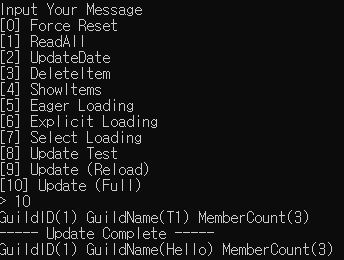 Input Your Message
[0] Force Reset
[1] ReadAll
[2] UpdateDate
[3] DeleteItem
[4] ShowItems
[5] Eager Loading
[6] Explicit Loading
[7] Select Loading
[8] Update Test
[9] Update (Reload)
[10] Update (Full)
> 10
GuildID(1) GuildName(T1) MemberCount(3)
----- Update Complete -----
GuildID(1) GuildName(Hello) MemberCount(3)